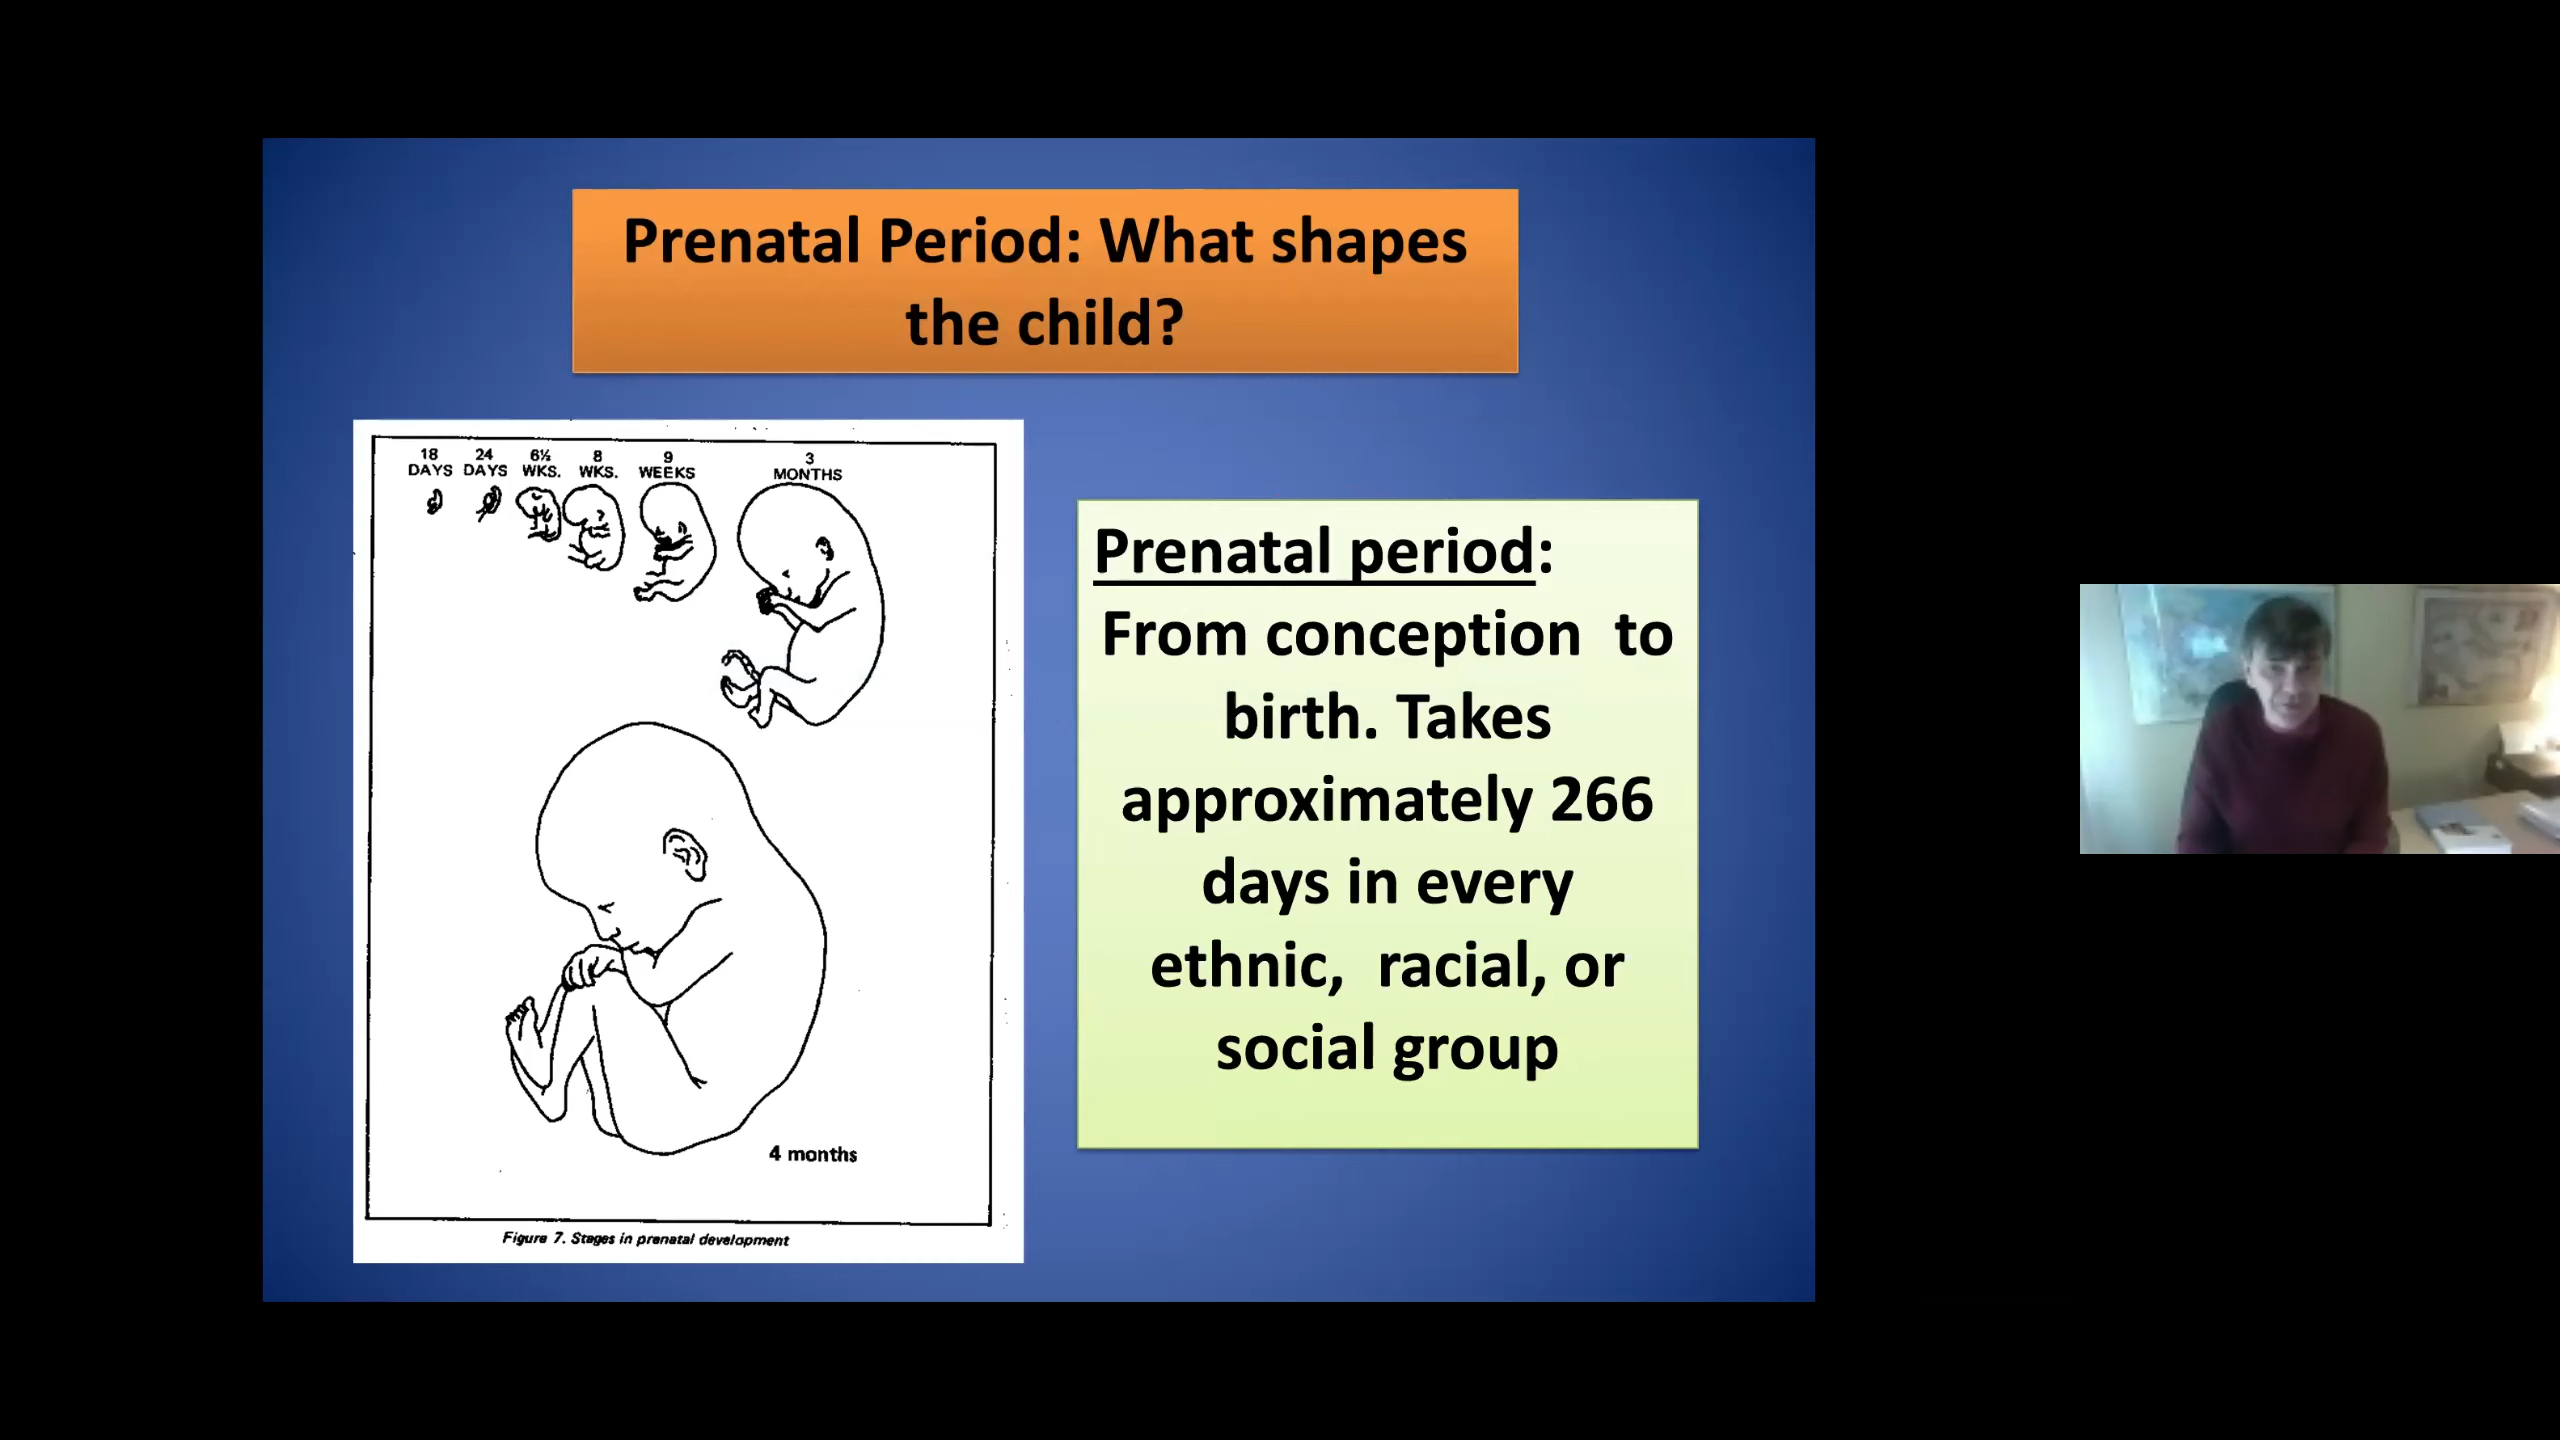 Prenatal Period: What shapes
the child?
18 DAYS
24 DAYS
6½ WKS.
8 WKS.
9 WEEKS
3 MONTHS
4 months
Figure 7. Stages in prenatal development
Prenatal period:
From conception to
birth. Takes
approximately 266
days in every
ethnic, racial, or
social group